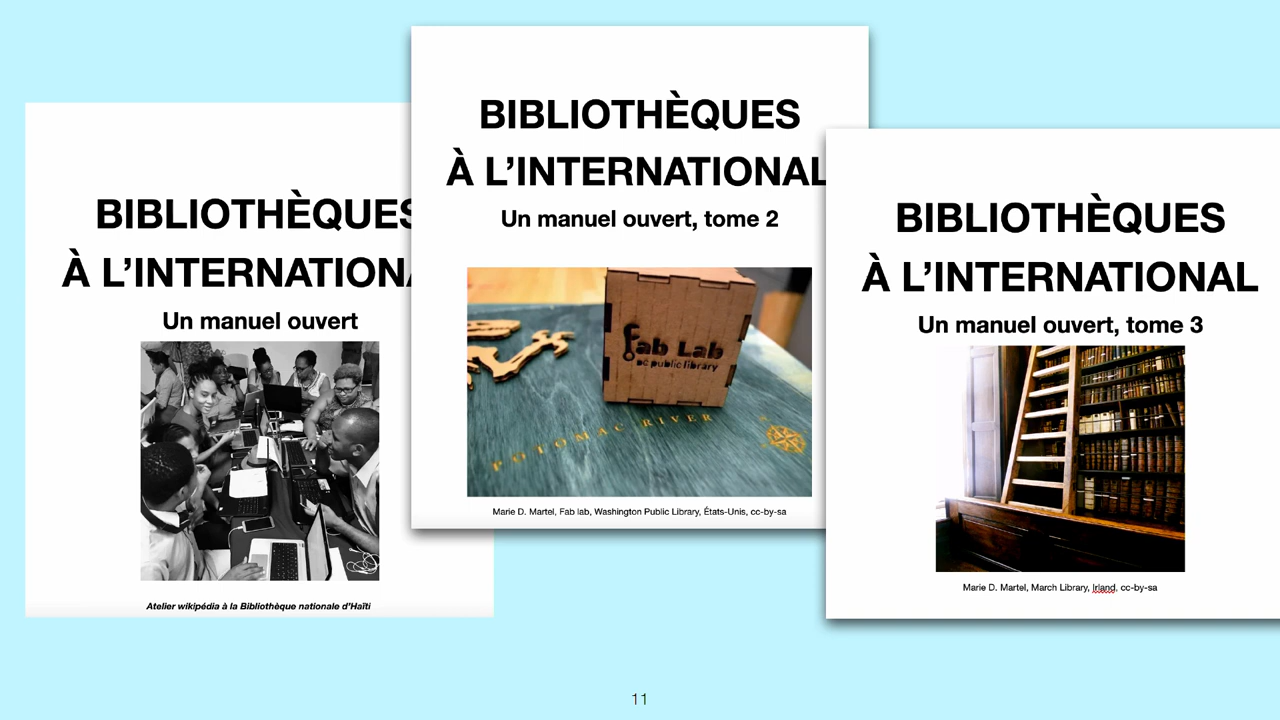 BIBLIOTHÈQUES
À L’INTERNATIONA
Un manuel ouvert
Atelier wikipédia à la Bibliothèque nationale d’Haïti
BIBLIOTHÈQUES
À L’INTERNATIONAL
Un manuel ouvert, tome 2
Fab Lab
DC public library
POTOMAC RIVER
Marie D. Martel, Fab lab, Washington Public Library, États-Unis, cc-by-sa
BIBLIOTHÈQUES
À L’INTERNATIONAL
Un manuel ouvert, tome 3
Marie D. Martel, March Library, Irland, cc-by-sa
11